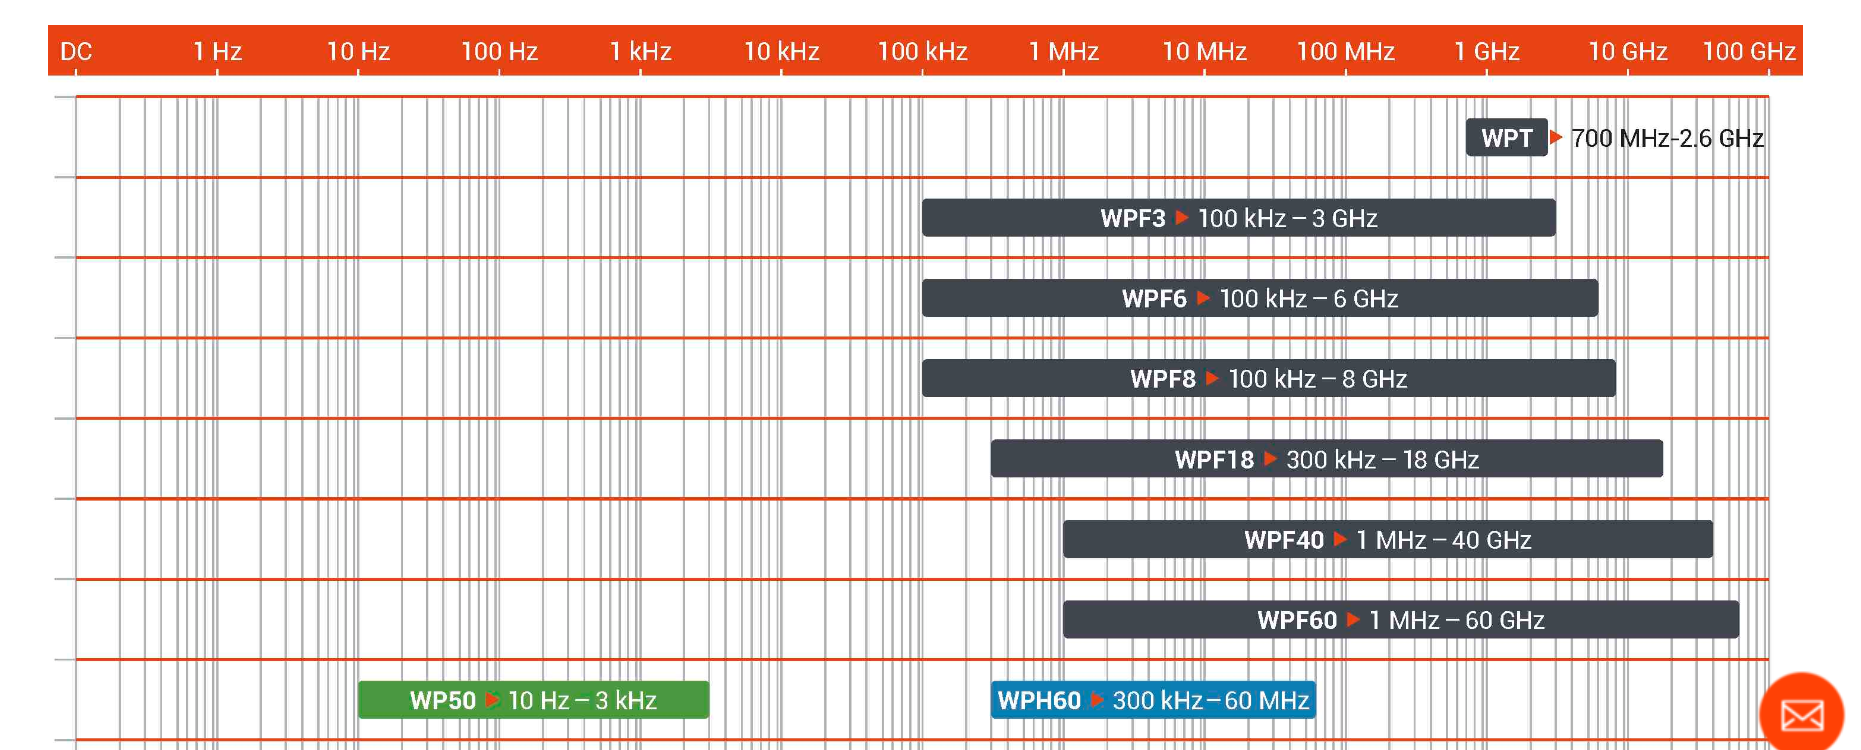 DC 1 Hz 10 Hz 100 Hz 1 kHz 10 kHz 100 kHz 1 MHz 10 MHz 100 MHz 1 GHz 10 GHz 100 GHz
WPT 700 MHz-2.6 GHz
WPF3 100 kHz – 3 GHz
WPF6 100 kHz – 6 GHz
WPF8 100 kHz – 8 GHz
WPF18 300 kHz – 18 GHz
WPF40 1 MHz – 40 GHz
WPF60 1 MHz – 60 GHz
WP50 10 Hz – 3 kHz WPH60 300 kHz – 60 MHz